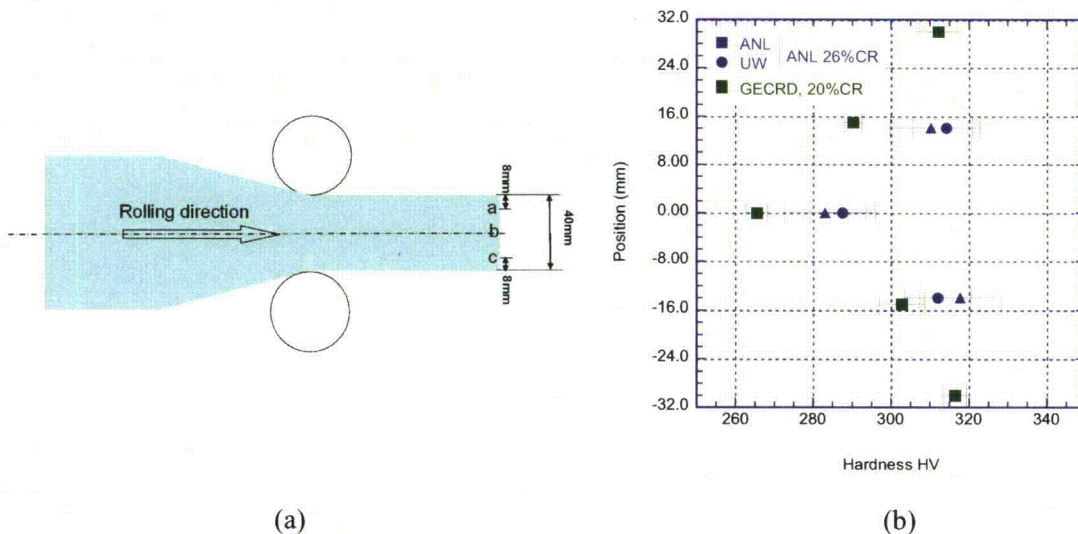 Rolling direction
8mm
a
b
c
40mm
8mm
(a)
Position (mm)
32.0
24.0
16.0
8.00
0.00
-8.00
-16.0
-24.0
-32.0
ANL
UW
ANL 26%CR
GECRD, 20%CR
260 280 300 320 340
Hardness HV
(b)